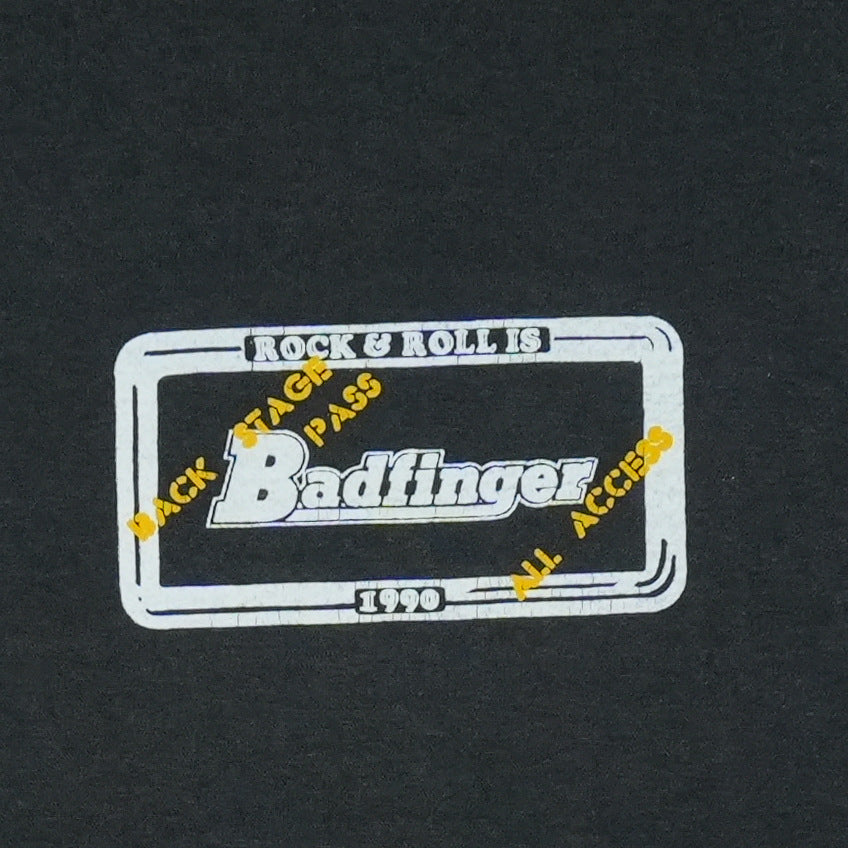 ROCK & ROLL IS
BACK STAGE PASS
Badfinger
ALL ACCESS
1990